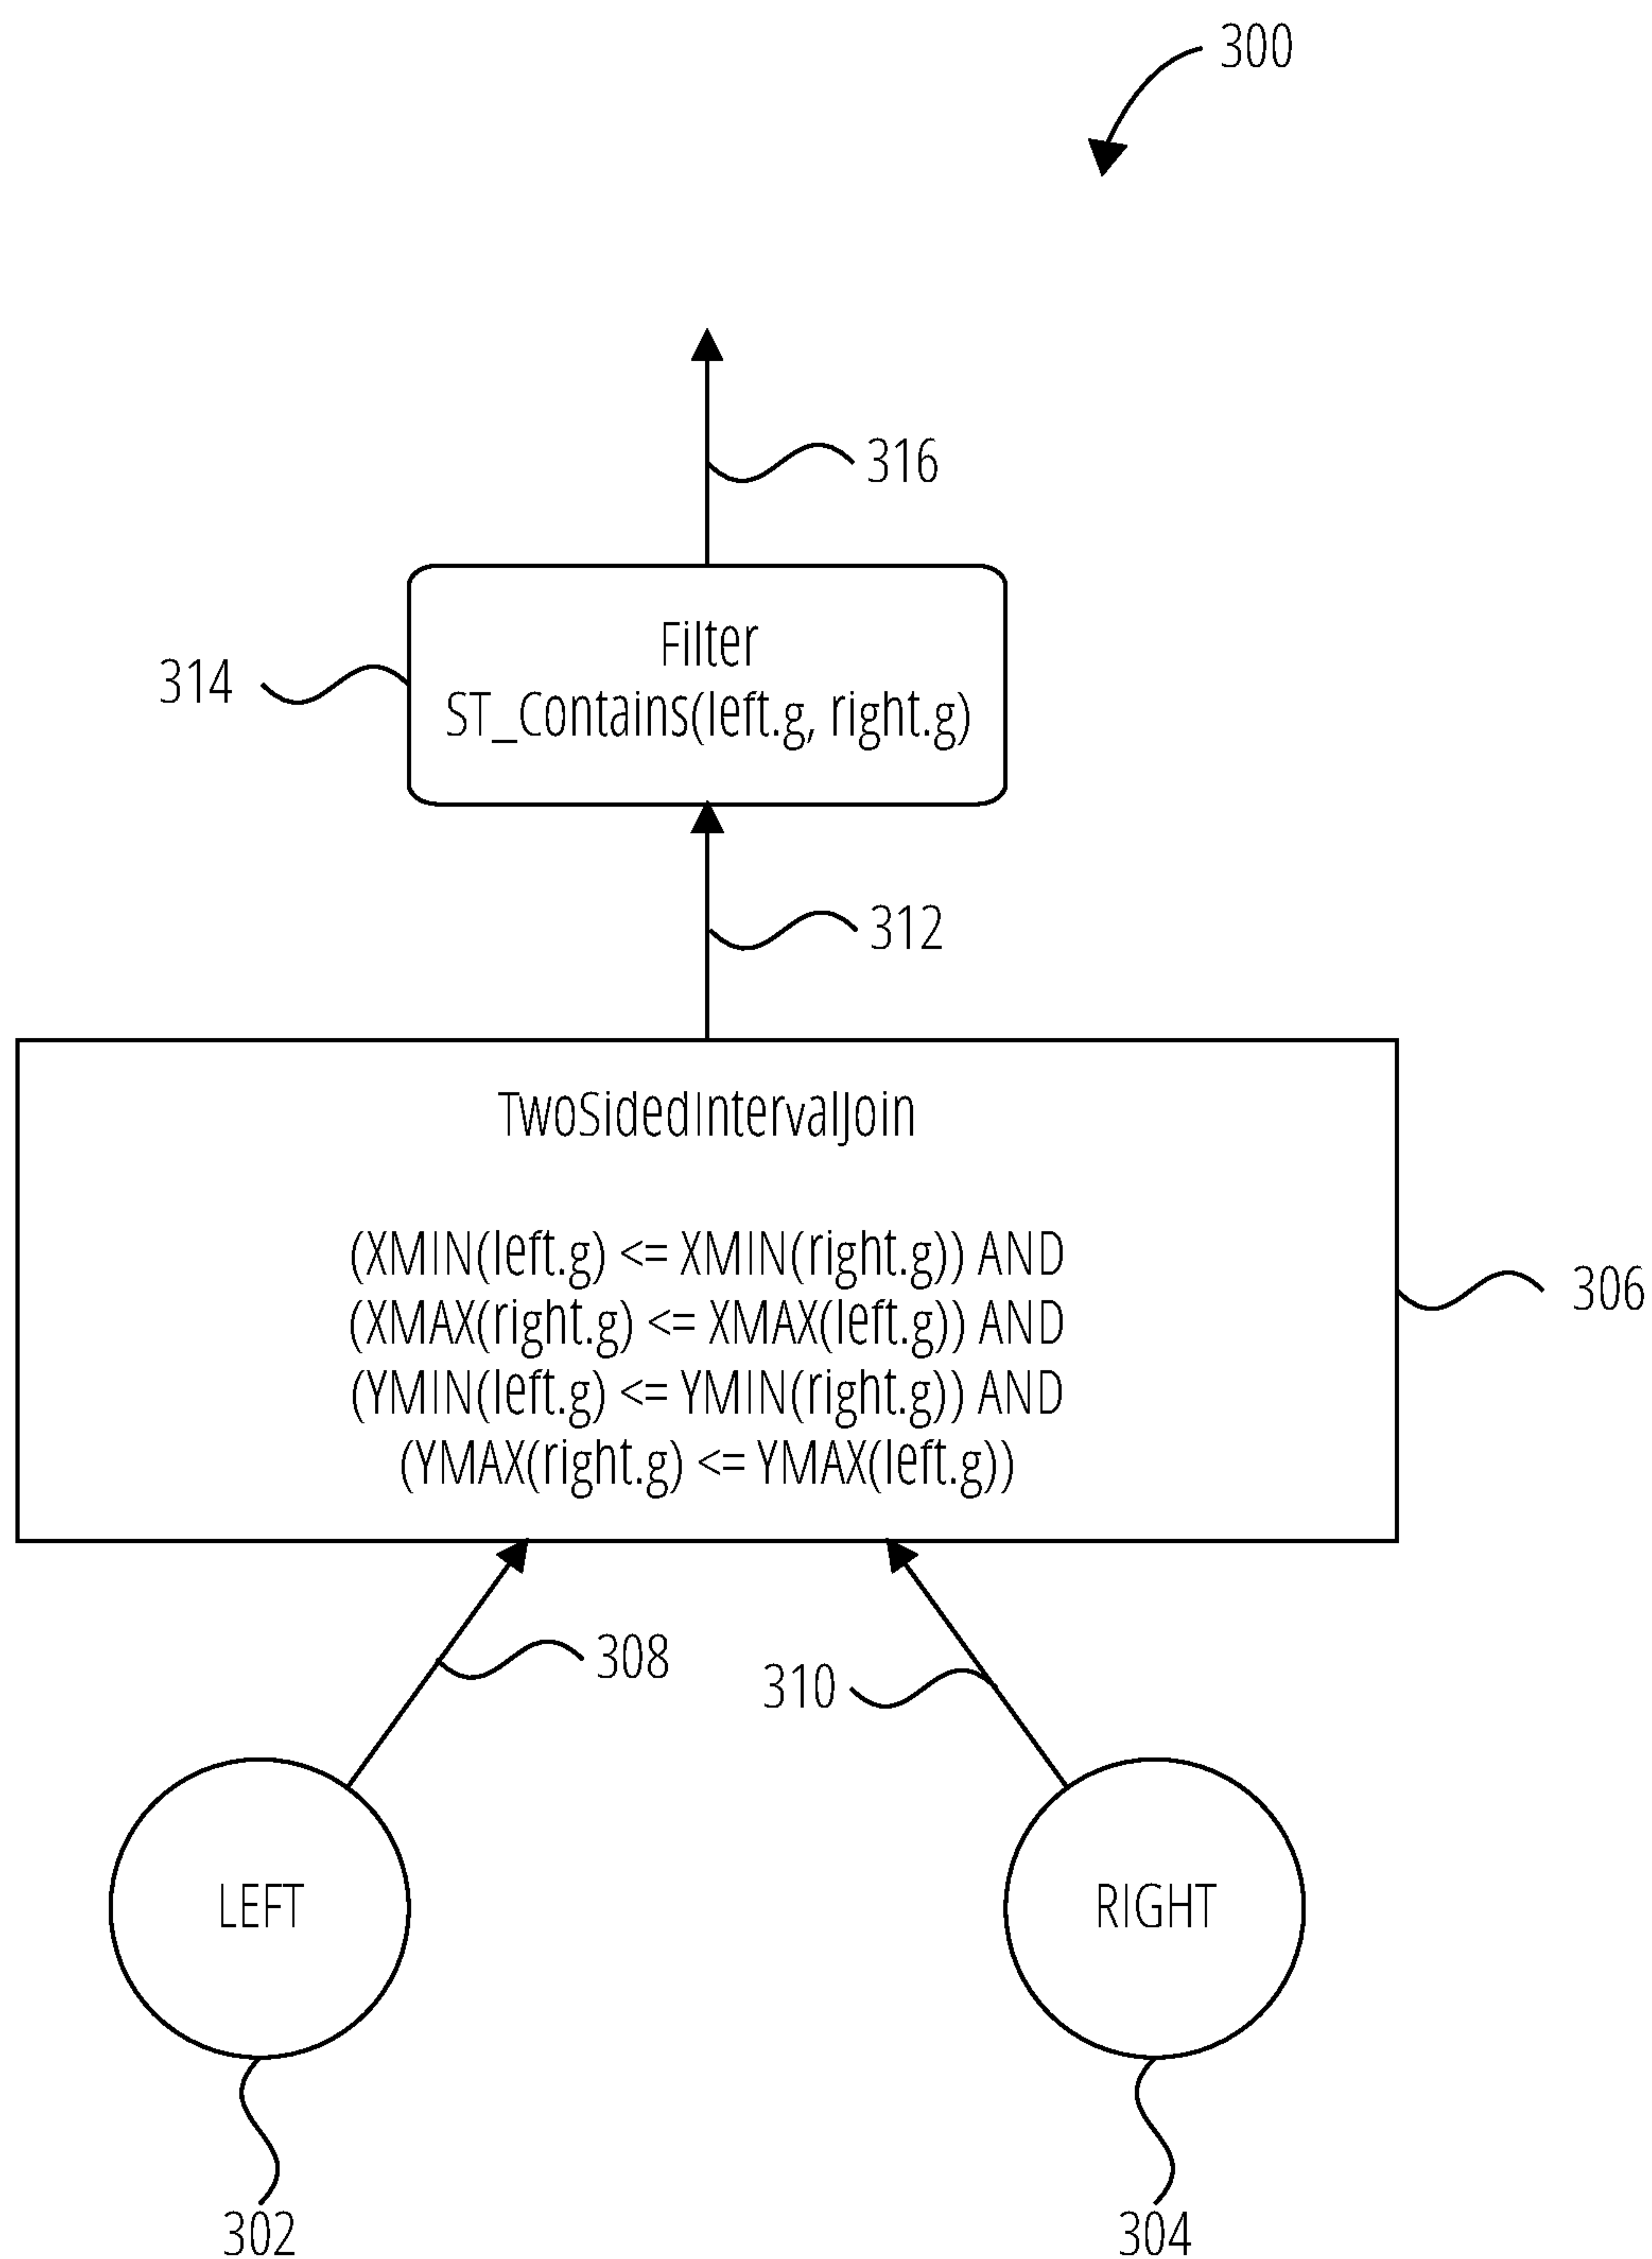 300
316
Filter
314
ST_Contains(left.g, right.g)
312
TwoSidedIntervalJoin
(XMIN(left.g) <= XMIN(right.g)) AND
306
(XMAX(right.g) <= XMAX(left.g)) AND
(YMIN(left.g) <= YMIN(right.g)) AND
(YMAX(right.g) <= YMAX(left.g))
308
310
LEFT
RIGHT
302
304